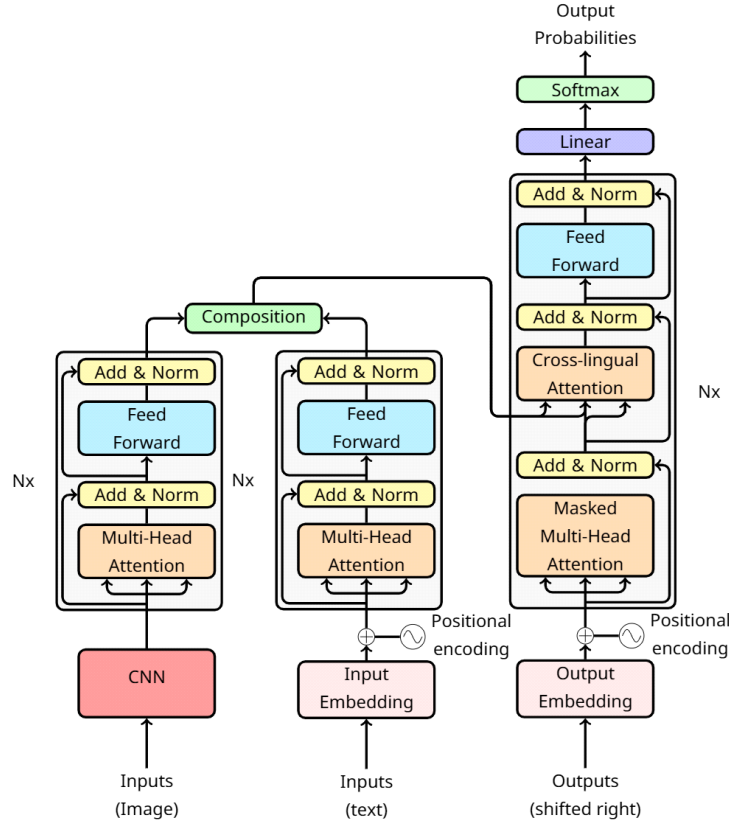 Output
Probabilities
Softmax
Linear
Add & Norm
Feed
Forward
Add & Norm
Cross-lingual
Attention
Nx
Add & Norm
Masked
Multi-Head
Attention
Positional
encoding
Output
Embedding
Outputs
(shifted right)
Composition
Add & Norm
Feed
Forward
Nx
Add & Norm
Multi-Head
Attention
CNN
Inputs
(Image)
Add & Norm
Feed
Forward
Nx
Add & Norm
Multi-Head
Attention
Positional
encoding
Input
Embedding
Inputs
(text)